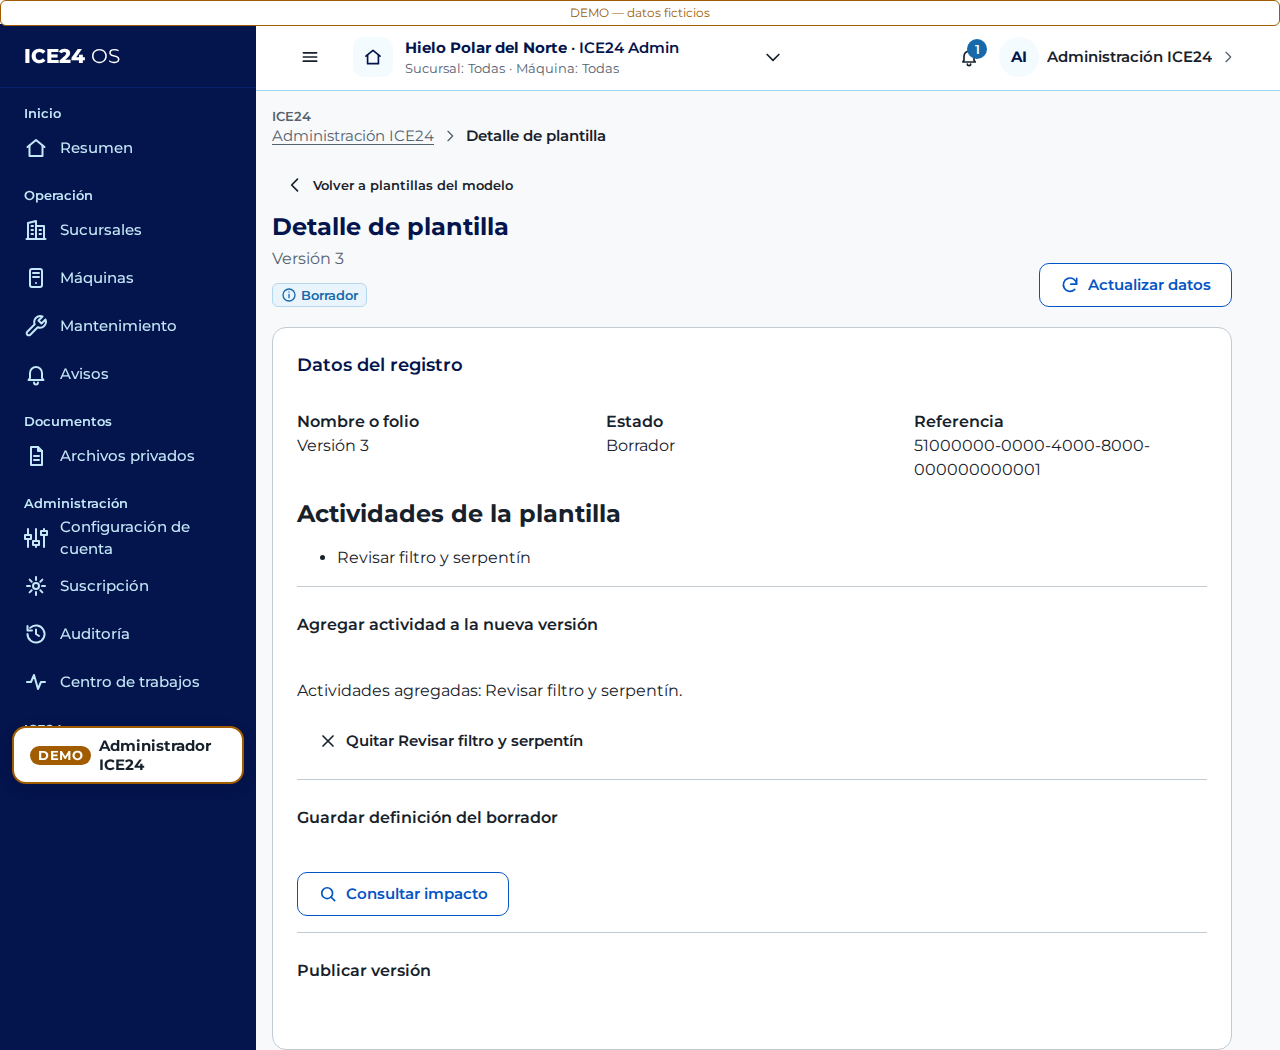 DEMO — datos ficticios
ICE24 OS
Inicio
Resumen
Operación
Sucursales
Máquinas
Mantenimiento
Avisos
Documentos
Archivos privados
Administración
Configuración de
cuenta
Suscripción
Auditoría
Centro de trabajos
DEMO
Administrador
ICE24
Hielo Polar del Norte · ICE24 Admin
Sucursal: Todas · Máquina: Todas
1
AI
Administración ICE24
ICE24
Administración ICE24
Detalle de plantilla
Volver a plantillas del modelo
Detalle de plantilla
Versión 3
Borrador
Actualizar datos
Datos del registro
Nombre o folio
Versión 3
Estado
Borrador
Referencia
51000000-0000-4000-8000-
000000000001
Actividades de la plantilla
Revisar filtro y serpentín
Agregar actividad a la nueva versión
Actividades agregadas: Revisar filtro y serpentín.
Quitar Revisar filtro y serpentín
Guardar definición del borrador
Consultar impacto
Publicar versión